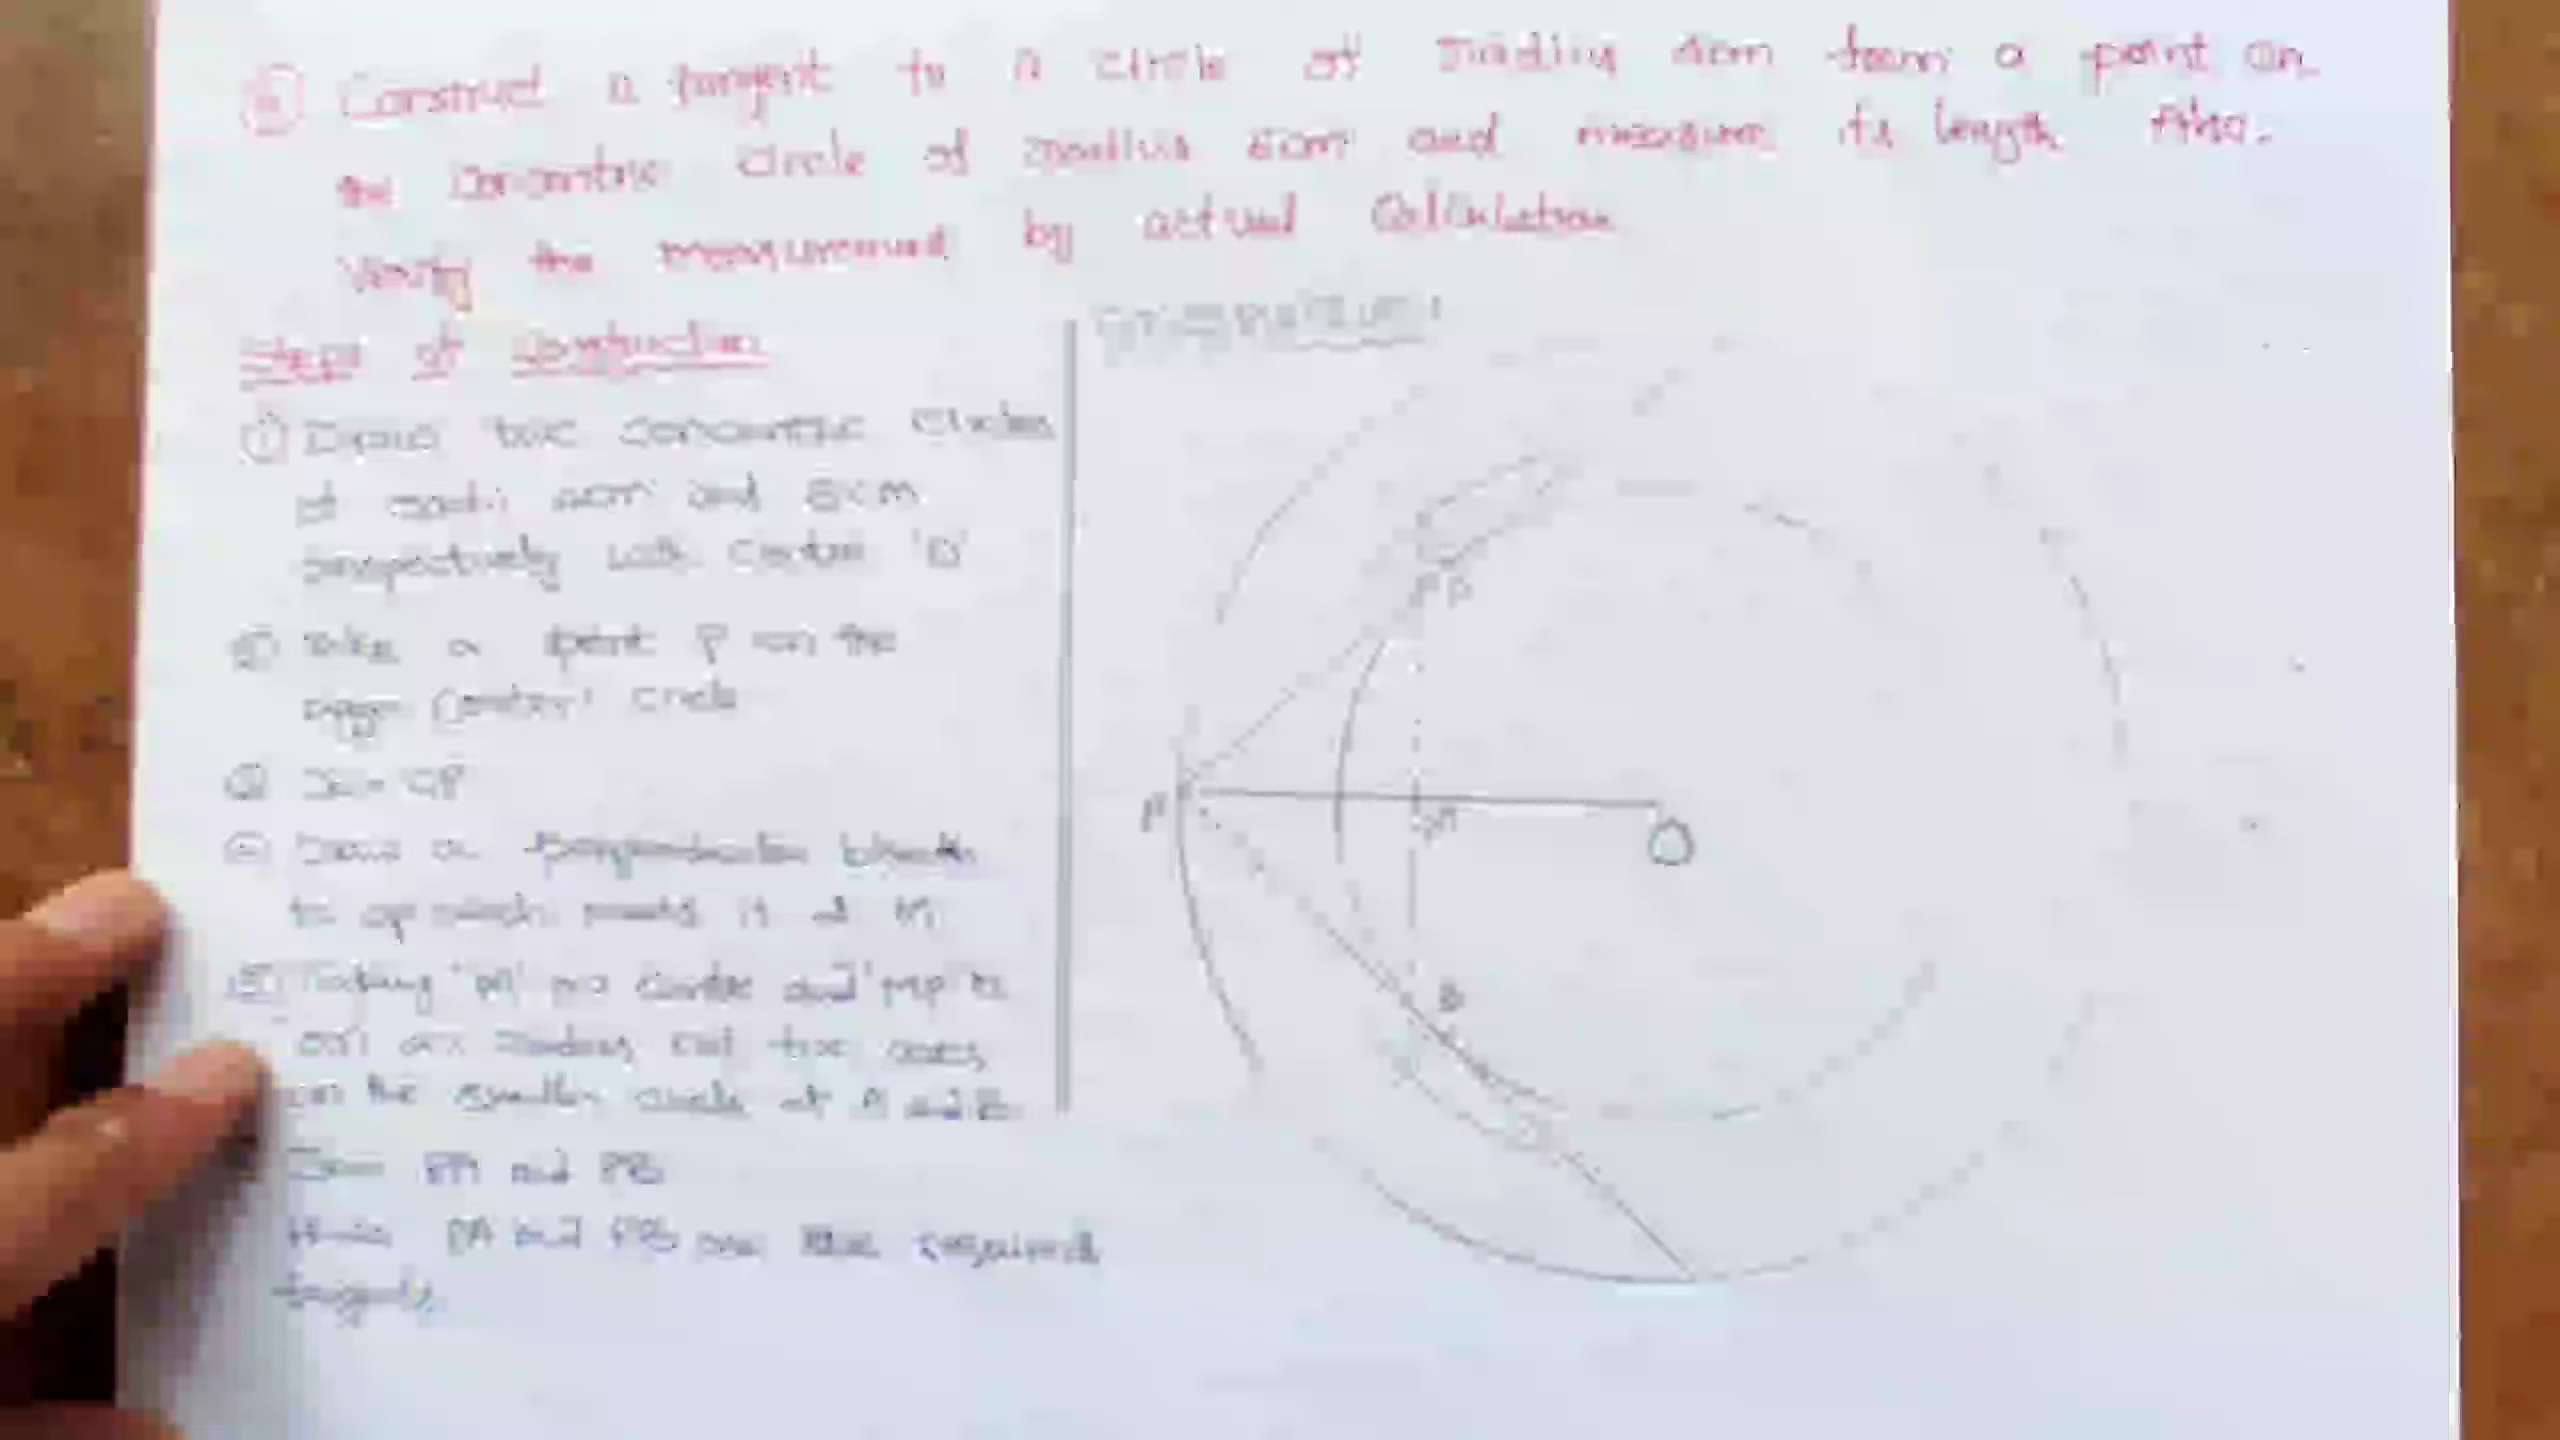 Construct a tangent to a circle of radius 4cm from a point on
the concentric circle of radius 6cm and measure its length Also.
verify the measurement by actual Calculation
Steps of Construction
① Draw two concentric circles
of radii 4cm and 6cm
respectively with centre 'O'
② Take a point P on the
circle
③ Join OP
④ Draw a perpendicular
to OP which meets it at M
⑤ Taking 'M' as centre and MP or
OM as radius cut two arcs
on the smaller circle at A and B
Join PA and PB
PA and PB are the required
tangents.
P
M
O
B